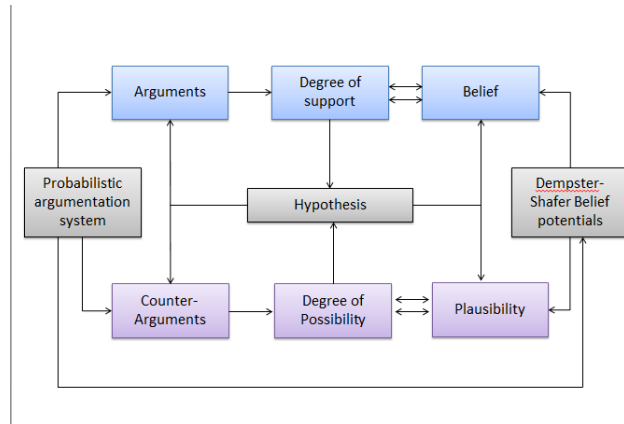 Arguments
Degree of
support
Belief
Probabilistic
argumentation
system
Hypothesis
Dempster-
Shafer Belief
potentials
Counter-
Arguments
Degree of
Possibility
Plausibility